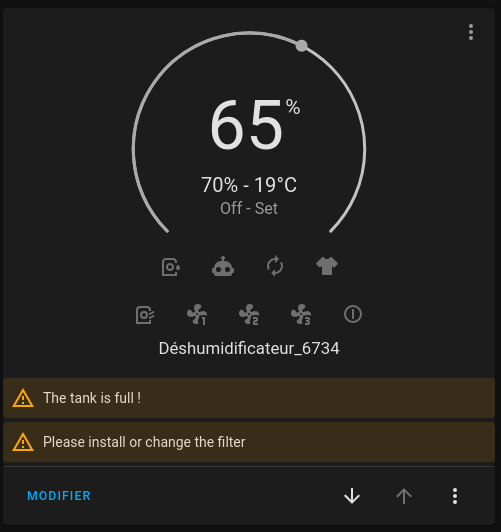 65 %
70% - 19°C
Off - Set
1 2 3
Déshumidificateur_6734
The tank is full !
Please install or change the filter
MODIFIER